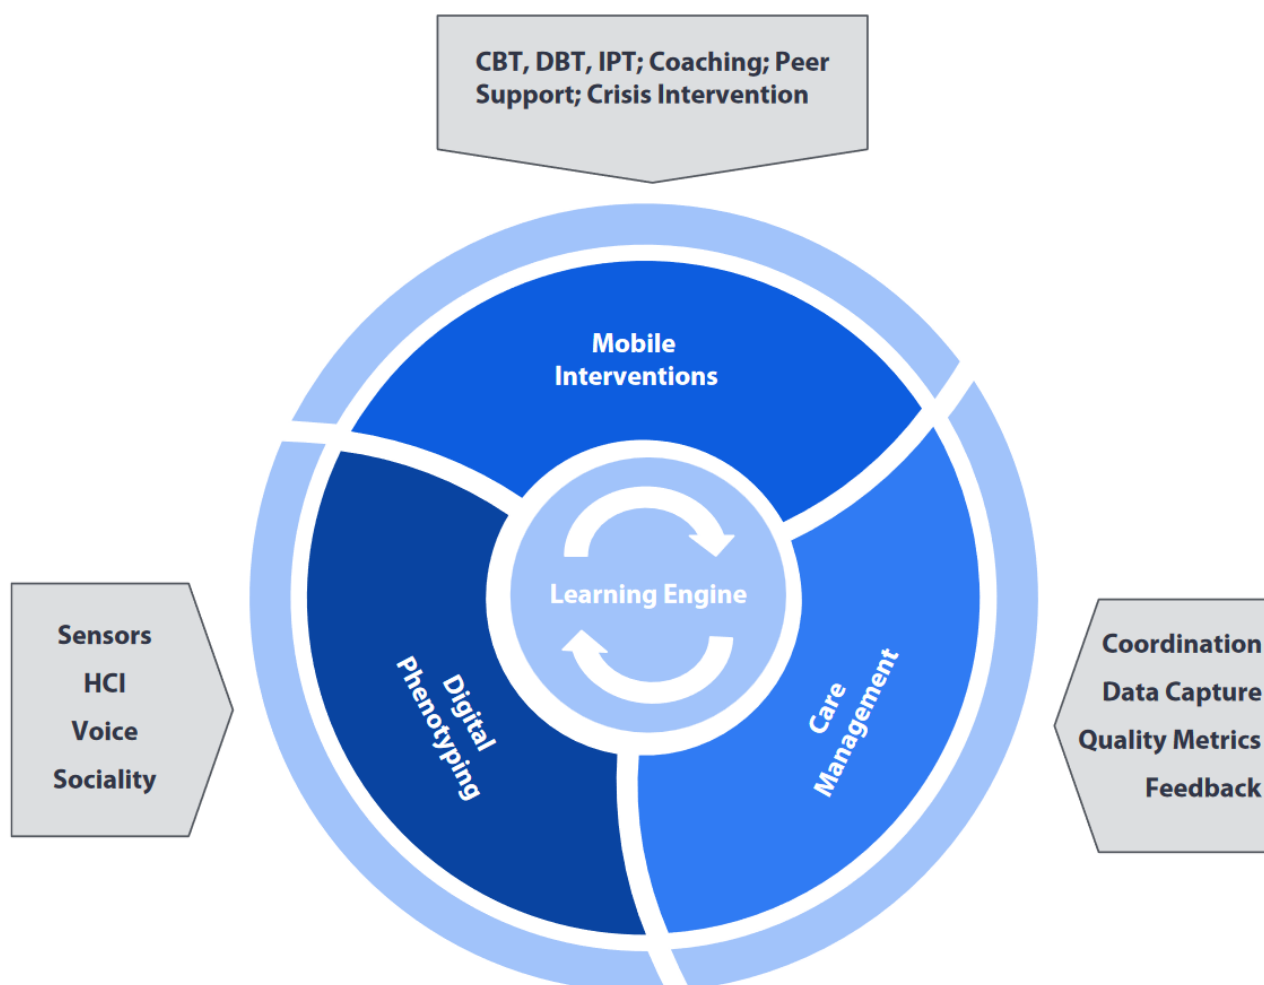 CBT, DBT, IPT; Coaching; Peer
Support; Crisis Intervention
Mobile
Interventions
Learning Engine
Digital
Phenotyping
Care
Management
Sensors
HCI
Voice
Sociality
Coordination
Data Capture
Quality Metrics
Feedback